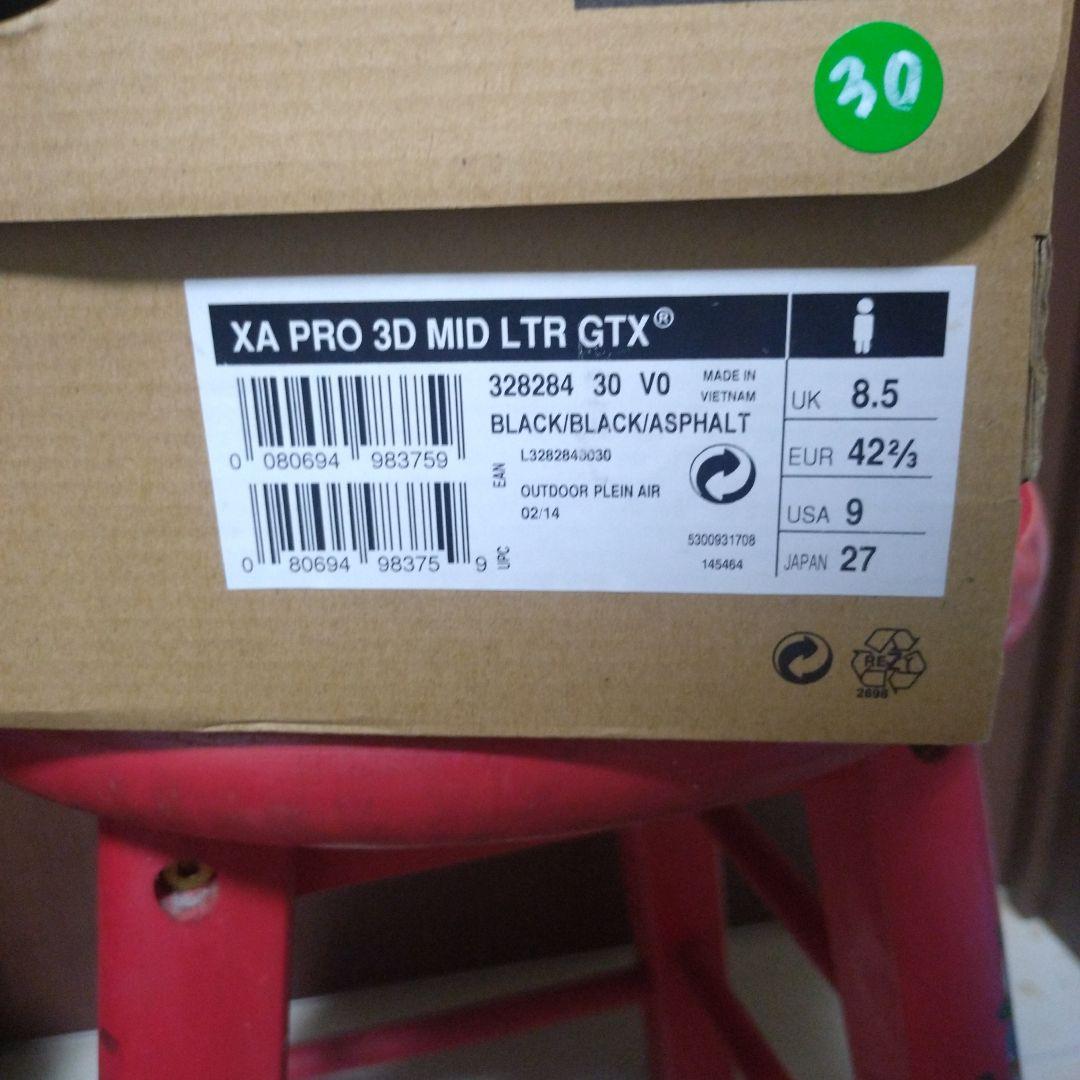 30
XA PRO 3D MID LTR GTX®
328284 30 V0
MADE IN
VIETNAM
BLACK/BLACK/ASPHALT
0 080694 983759
EAN
L3282840030
OUTDOOR PLEIN AIR
02/14
0 80694 98375 9
UPC
5300931708
145464
UK 8.5
EUR 42⅔
USA 9
JAPAN 27
REZY
2698